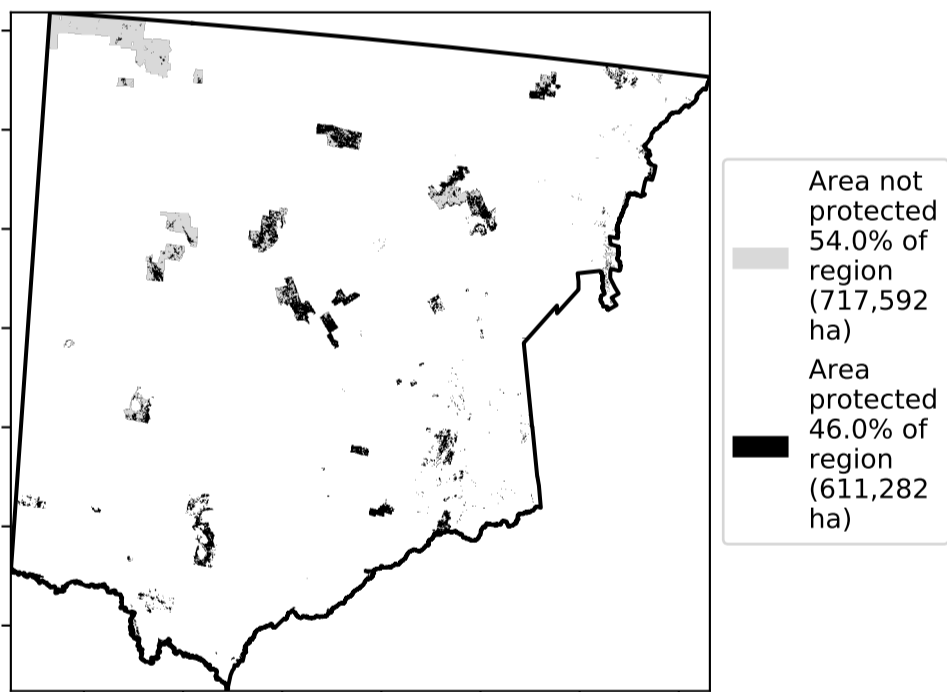 Area not
protected
54.0% of
region
(717,592
ha)
Area
protected
46.0% of
region
(611,282
ha)